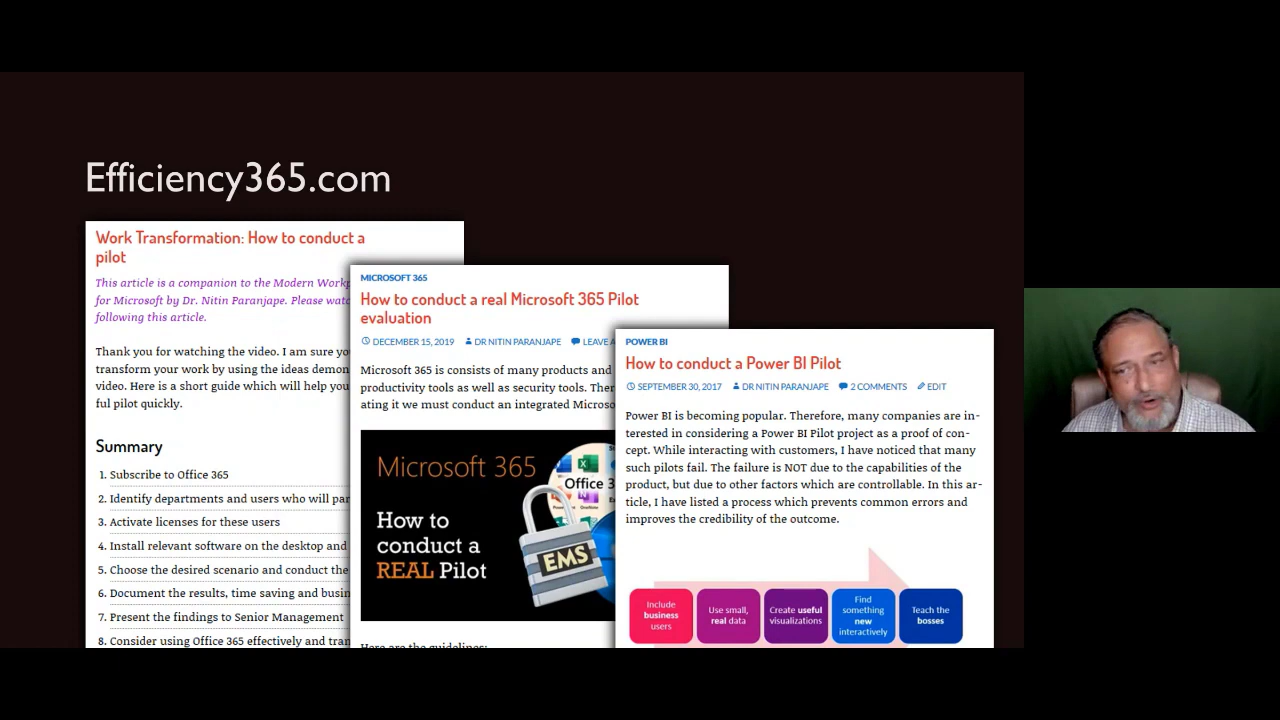 Efficiency365.com
Work Transformation: How to conduct a
pilot
This article is a companion to the Modern
for Microsoft by Dr. Nitin Paranjape. Please
following this article.
Thank you for watching the video. I am sure
transform your work by using the ideas
video. Here is a short guide which will help
ful pilot quickly.
Summary
1. Subscribe to Office 365
2. Identify departments and users who will
3. Activate licenses for these users
4. Install relevant software on the desktop and
5. Choose the desired scenario and conduct the
6. Document the results, time saving and
7. Present the findings to Senior Management
8. Consider using Office 365 effectively and
MICROSOFT 365
How to conduct a real Microsoft 365 Pilot
evaluation
DECEMBER 15, 2019 DR NITIN PARANJAPE LEAVE
Microsoft 365 is consists of many products and
productivity tools as well as security tools.
ating it we must conduct an integrated
Microsoft 365
Office
How to
conduct a
REAL Pilot
EMS
Here are the guidelines:
POWER BI
How to conduct a Power BI Pilot
SEPTEMBER 30, 2017 DR NITIN PARANJAPE 2 COMMENTS EDIT
Power BI is becoming popular. Therefore, many companies are in-
terested in considering a Power BI Pilot project as a proof of con-
cept. While interacting with customers, I have noticed that many
such pilots fail. The failure is NOT due to the capabilities of the
product, but due to other factors which are controllable. In this ar-
ticle, I have listed a process which prevents common errors and
improves the credibility of the outcome.
Include
business
users
Use small,
real data
Create useful
visualizations
Find
something
new
interactively
Teach the
bosses